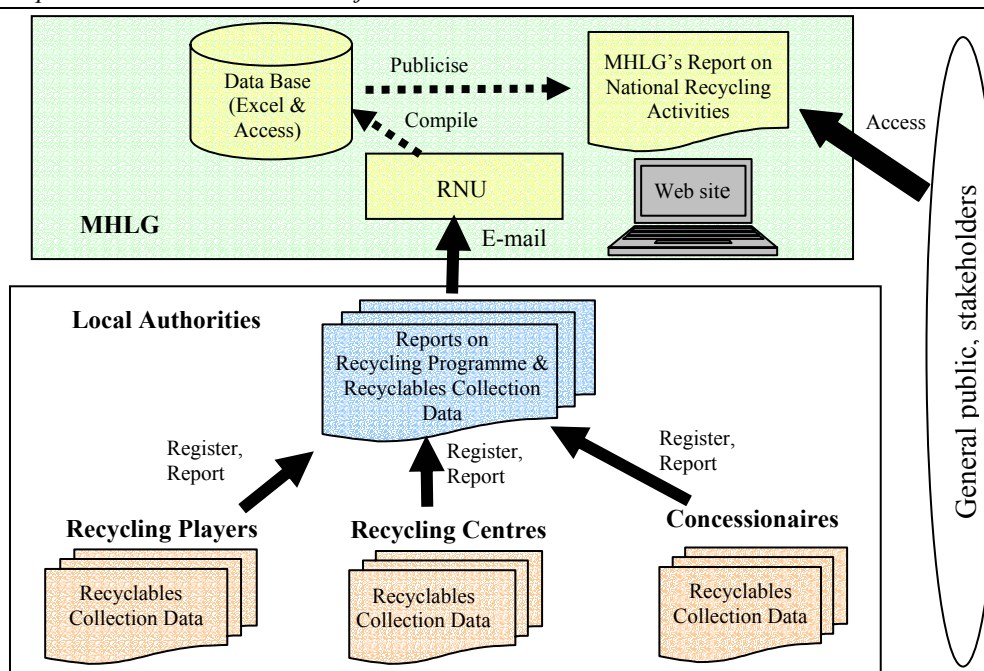 Data Base
(Excel &
Access)
Publicise
Compile
MHLG's Report on
National Recycling
Activities
Access
RNU
Web site
MHLG
E-mail
General public, stakeholders
Local Authorities
Reports on
Recycling Programme &
Recyclables Collection
Data
Register,
Report
Register,
Report
Register,
Report
Recycling Players
Recycling Centres
Concessionaires
Recyclables
Collection Data
Recyclables
Collection Data
Recyclables
Collection Data